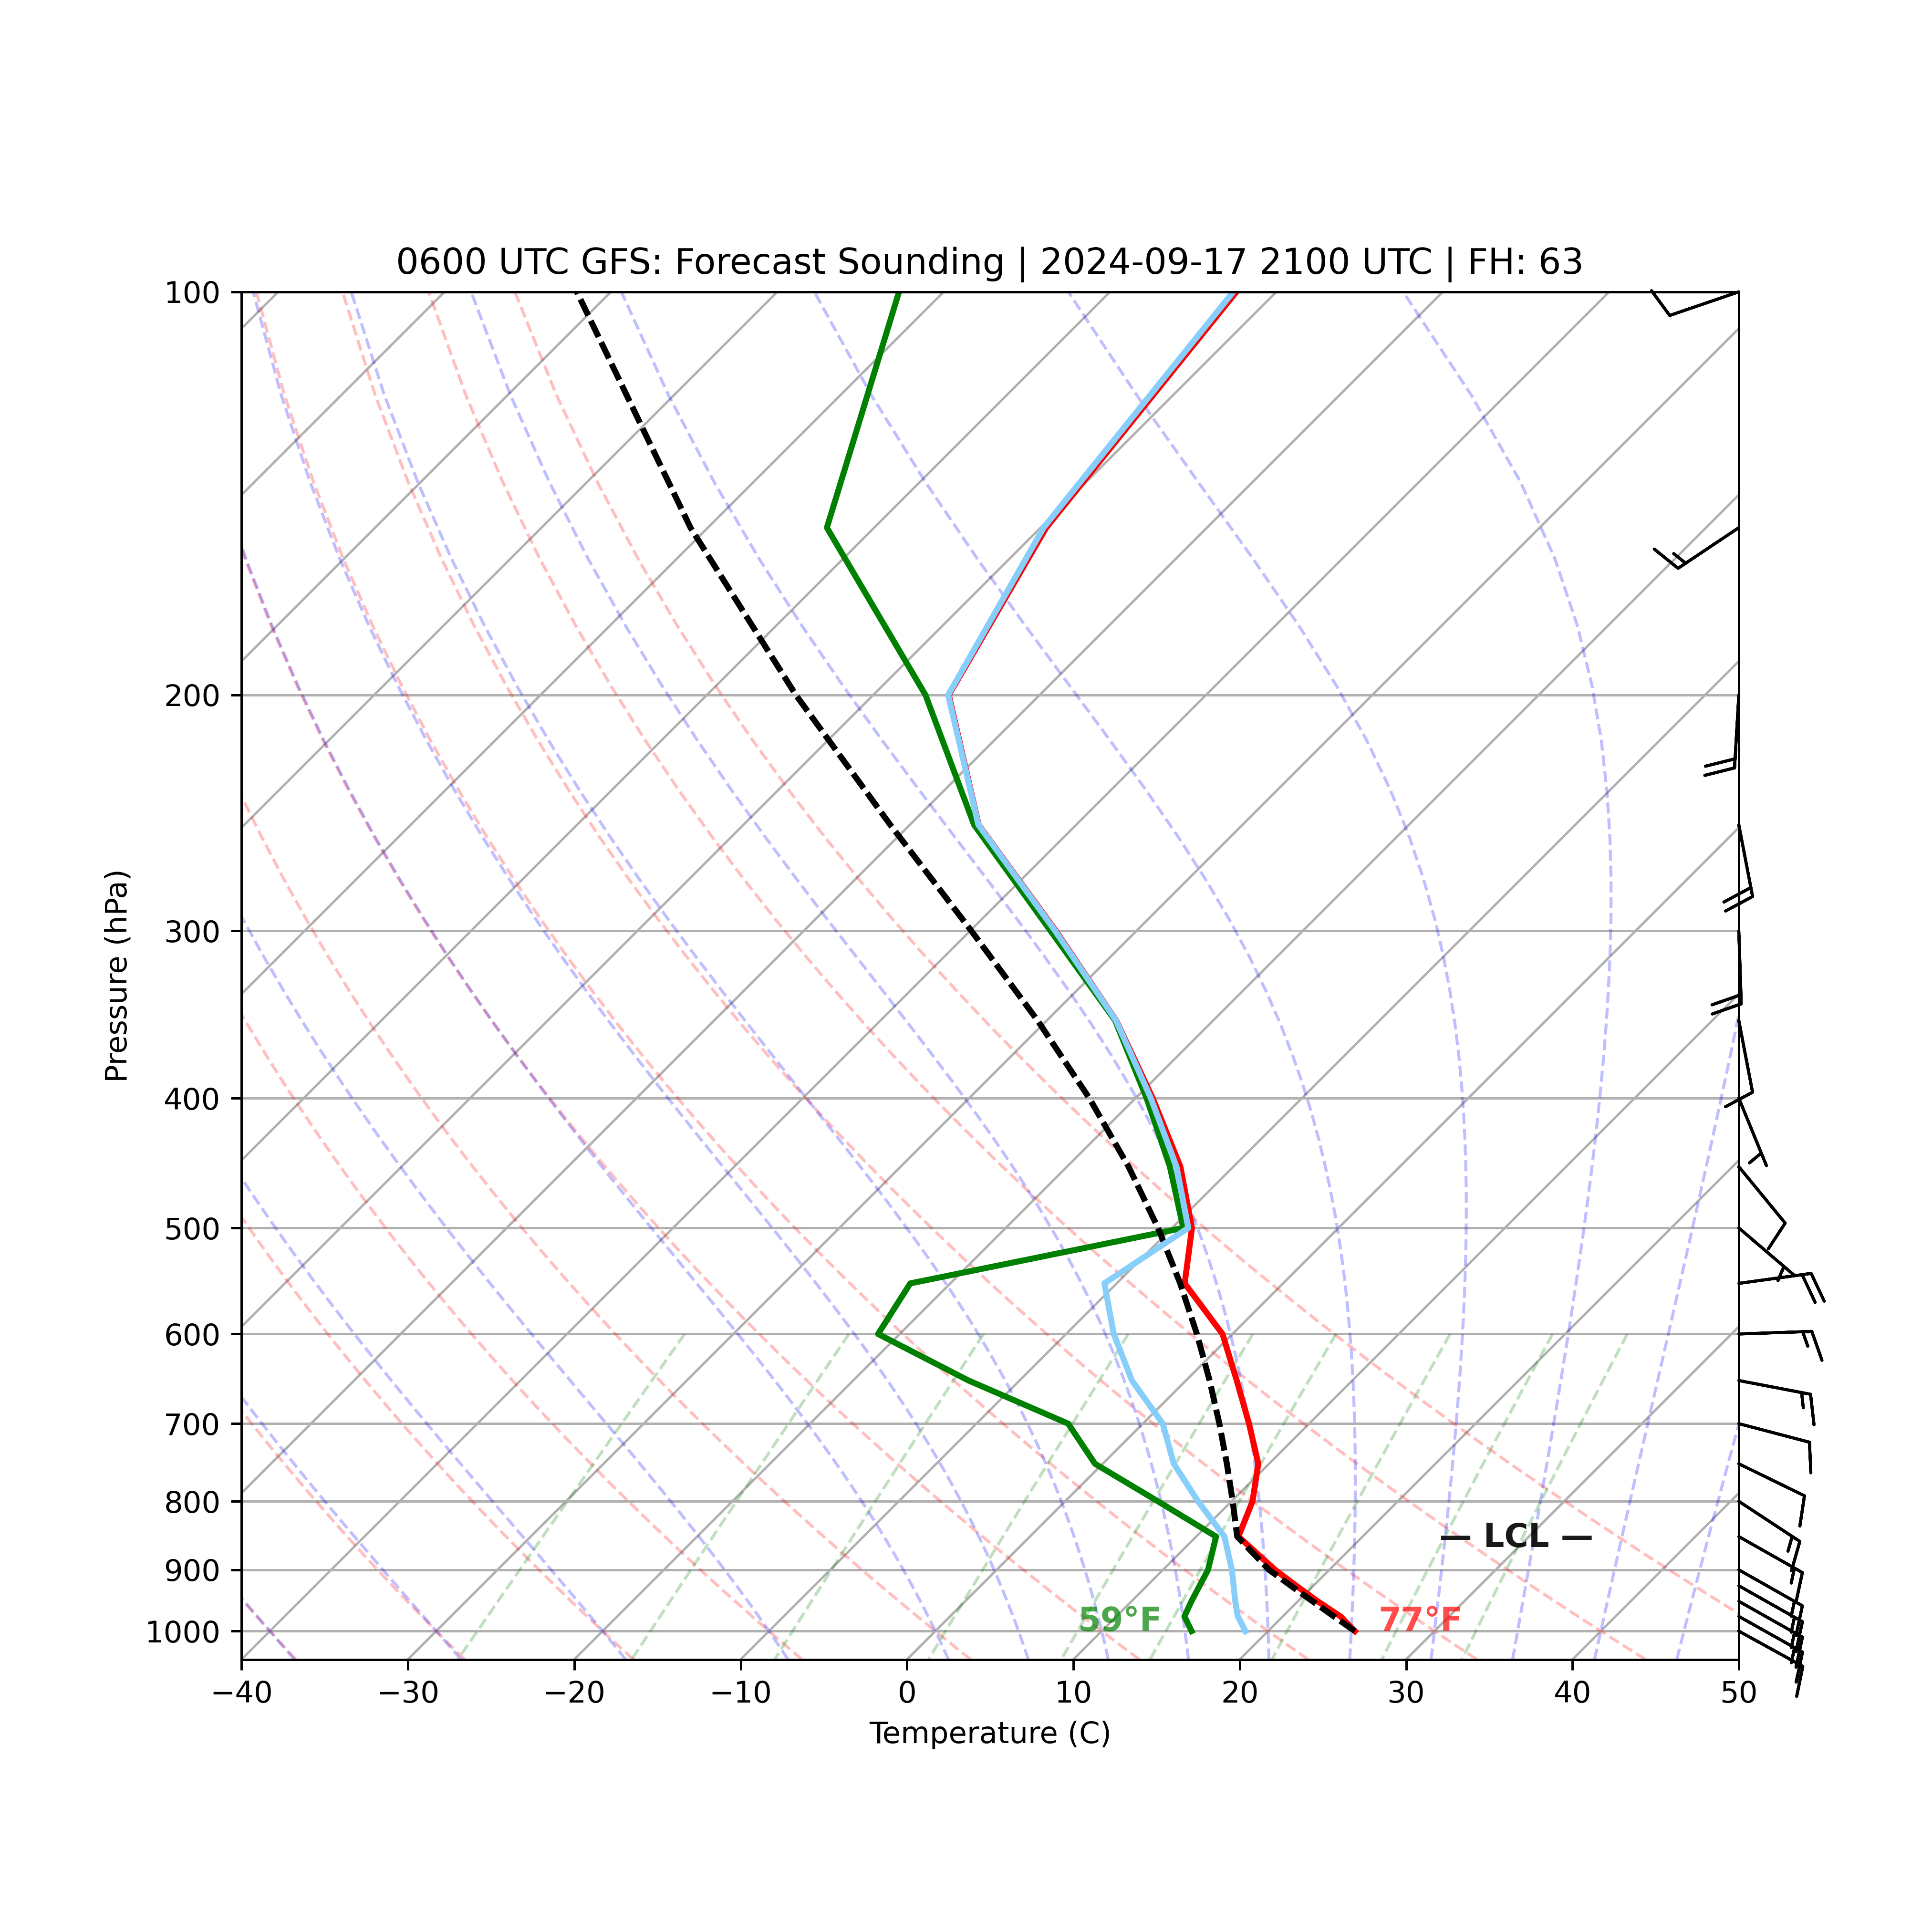 0600 UTC GFS: Forecast Sounding | 2024-09-17 2100 UTC | FH: 63
100
200
300
400
500
600
700
800
900
1000
Pressure (hPa)
— LCL —
59°F
77°F
−40 −30 −20 −10 0 10 20 30 40 50
Temperature (C)